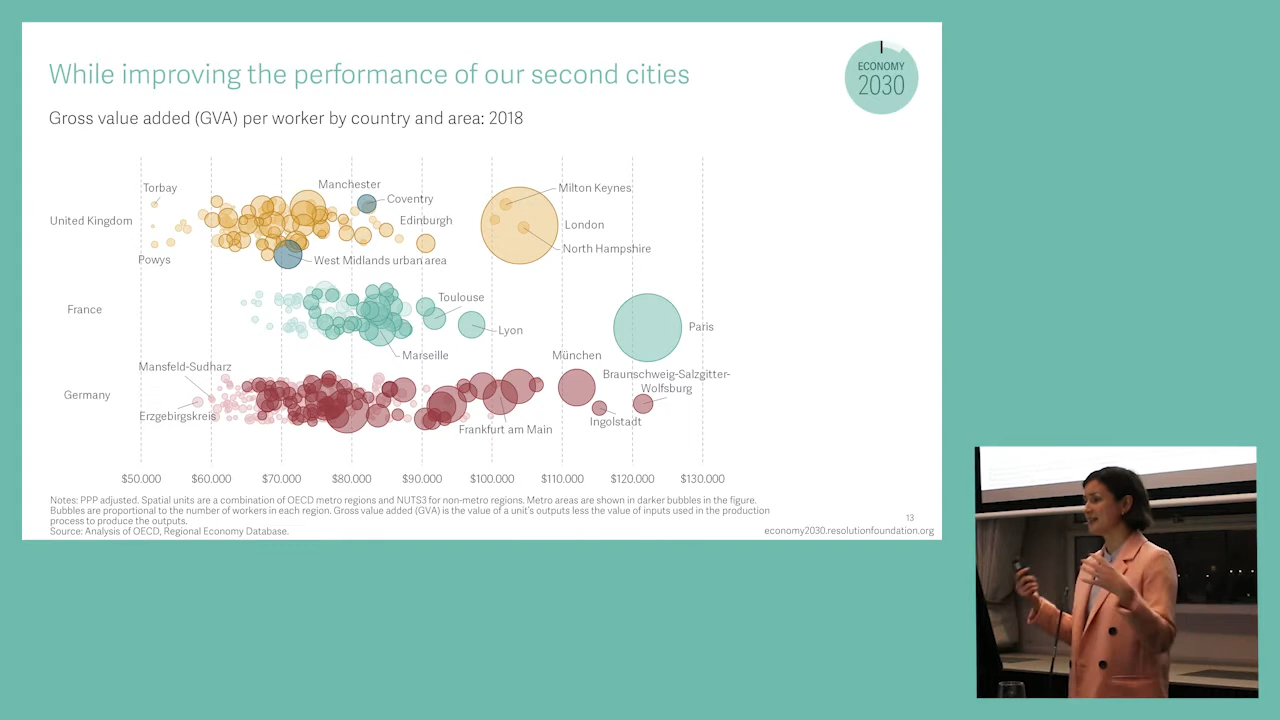 While improving the performance of our second cities
ECONOMY
2030
Gross value added (GVA) per worker by country and area: 2018
Torbay
Manchester
Milton Keynes
Coventry
United Kingdom
Edinburgh
London
North Hampshire
Powys
West Midlands urban area
Toulouse
France
Paris
Lyon
Marseille
München
Mansfeld-Sudharz
Braunschweig-Salzgitter-
Wolfsburg
Germany
Erzgebirgskreis
Ingolstadt
Frankfurt am Main
$50.000
$60.000
$70.000
$80.000
$90.000
$100.000
$110.000
$120.000
$130.000
Notes: PPP adjusted. Spatial units are a combination of OECD metro regions and NUTS3 for non-metro regions. Metro areas are shown in darker bubbles in the figure.
Bubbles are proportional to the number of workers in each region. Gross value added (GVA) is the value of a unit's outputs less the value of inputs used in the production
process to produce the outputs.
Source: Analysis of OECD, Regional Economy Database.
13
economy2030.resolutionfoundation.org